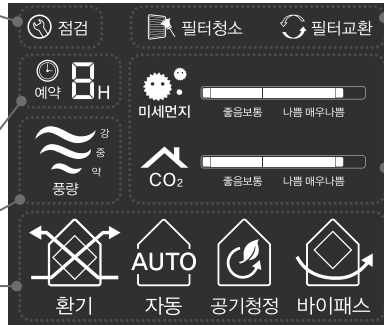 점검 필터청소 필터교환
예약 8H
미세먼지 좋음보통 나쁨 매우나쁨
강
중
약
풍량
CO₂ 좋음보통 나쁨 매우나쁨
AUTO
환기 자동 공기청정 바이패스